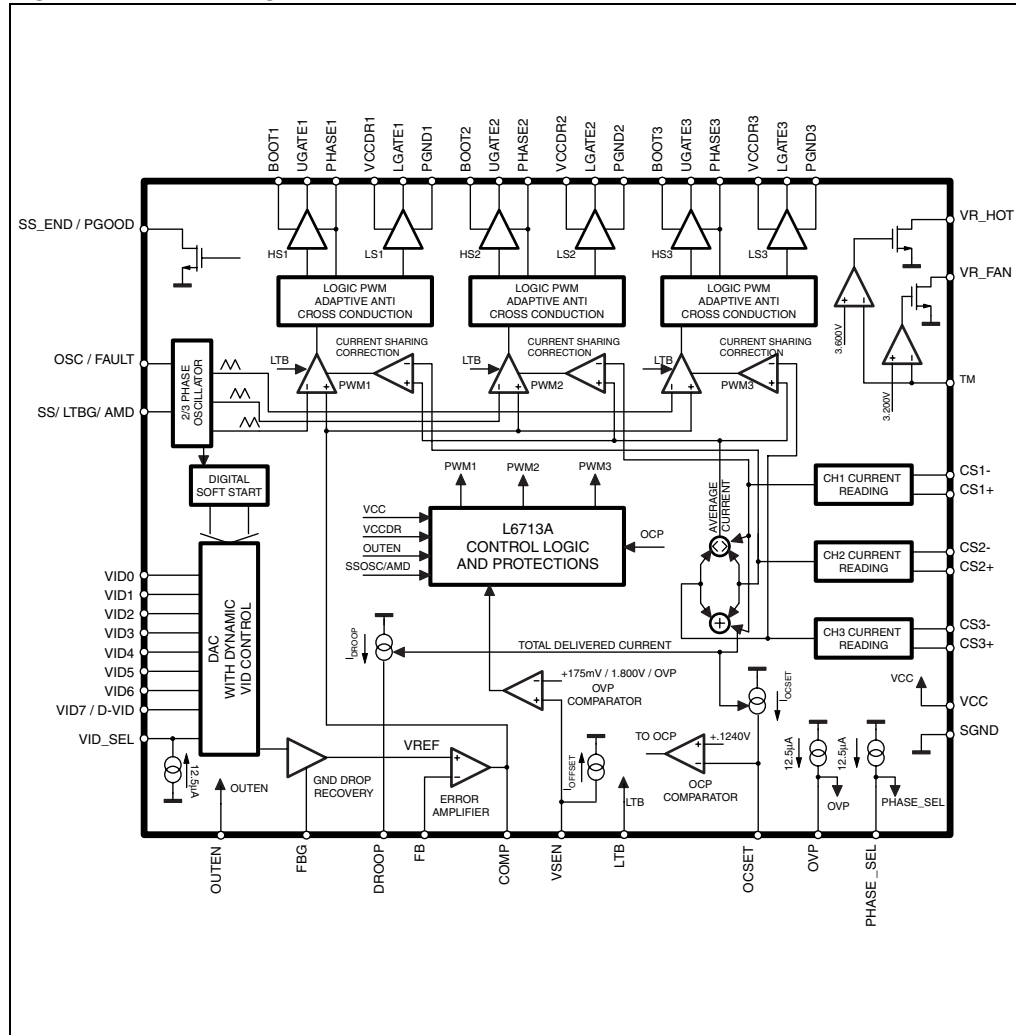 BOOT1
UGATE1
PHASE1
VCCDR1
LGATE1
PGND1
BOOT2
UGATE2
PHASE2
VCCDR2
LGATE2
PGND2
BOOT3
UGATE3
PHASE3
VCCDR3
LGATE3
PGND3
SS_END / PGOOD
VR_HOT
HS1
LS1
HS2
LS2
HS3
LS3
VR_FAN
LOGIC PWM
ADAPTIVE ANTI
CROSS CONDUCTION
LOGIC PWM
ADAPTIVE ANTI
CROSS CONDUCTION
LOGIC PWM
ADAPTIVE ANTI
CROSS CONDUCTION
3.600V
OSC / FAULT
2/3 PHASE
OSCILLATOR
LTB
CURRENT SHARING
CORRECTION
PWM1
LTB
CURRENT SHARING
CORRECTION
PWM2
LTB
CURRENT SHARING
CORRECTION
PWM3
TM
3.200V
SS/ LTBG/ AMD
DIGITAL
SOFT START
PWM1
PWM2
PWM3
AVERAGE
CURRENT
CH1 CURRENT
READING
CS1-
CS1+
VCC
VCCDR
OUTEN
SSOSC/AMD
L6713A
CONTROL LOGIC
AND PROTECTIONS
OCP
CH2 CURRENT
READING
CS2-
CS2+
VID0
VID1
VID2
VID3
VID4
VID5
VID6
VID7 / D-VID
VID_SEL
DAC
WITH DYNAMIC
VID CONTROL
CH3 CURRENT
READING
CS3-
CS3+
IDROOP
TOTAL DELIVERED CURRENT
+175mV / 1.800V / OVP
OVP
COMPARATOR
IOCSET
VCC
VCC
SGND
12.5µA
OUTEN
GND DROP
RECOVERY
VREF
ERROR
AMPLIFIER
IOFFSET
LTB
TO OCP
+.1240V
OCP
COMPARATOR
12.5µA
OVP
12.5µA
PHASE_SEL
OUTEN
FBG
DROOP
FB
COMP
VSEN
LTB
OCSET
OVP
PHASE _SEL